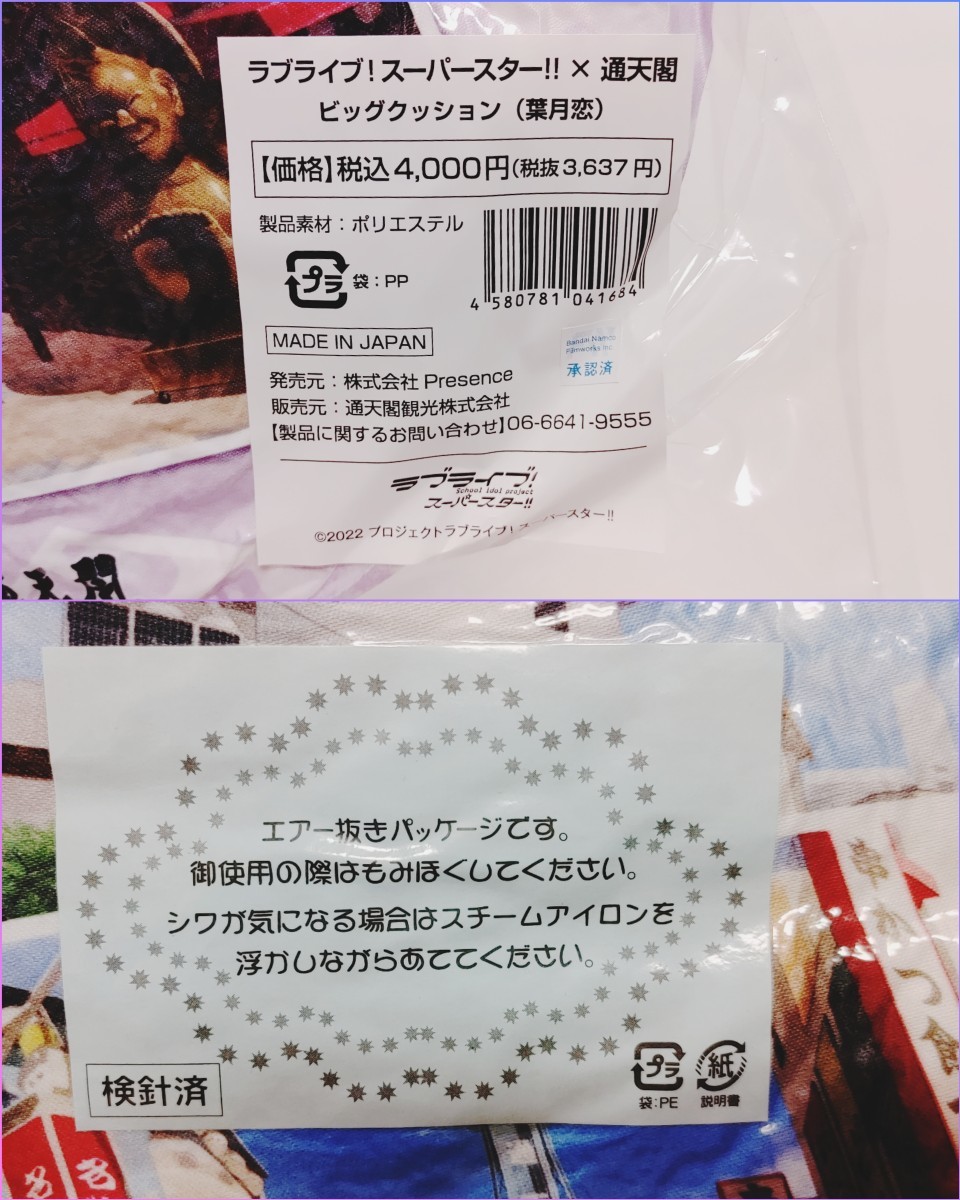 ラブライブ!スーパースター!! × 通天閣
ビッグクッション（葉月恋）
【価格】税込4,000円(税抜3,637円)
製品素材：ポリエステル
プラ 袋：PP
4 580781 041684
MADE IN JAPAN
Bandai Namco
Filmworks Inc.
承認済
発売元：株式会社 Presence
販売元：通天閣観光株式会社
【製品に関するお問い合わせ】06-6641-9555
ラブライブ!
School idol project
スーパースター!!
©2022 プロジェクトラブライブ！スーパースター!!
エアー抜きパッケージです。
御使用の際はもみほぐしてください。
シワが気になる場合はスチームアイロンを
浮かしながらあててください。
検針済
プラ 紙
袋：PE 説明書
串かつ